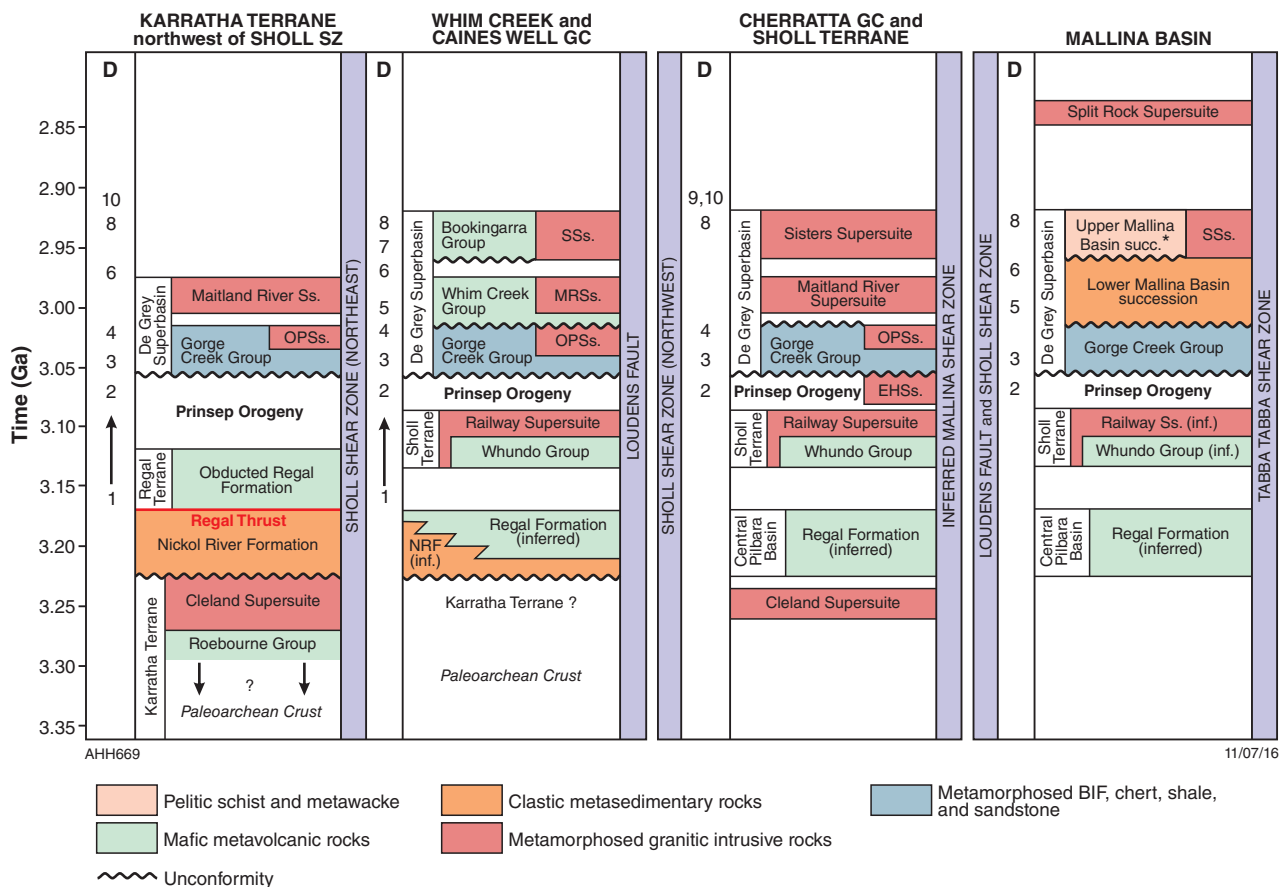 KARRATHA TERRANE
northwest of SHOLL SZ
WHIM CREEK and
CAINES WELL GC
CHERRATTA GC and
SHOLL TERRANE
MALLINA BASIN
Time (Ga)
2.85
2.90
2.95
3.00
3.05
3.10
3.15
3.20
3.25
3.30
3.35
D
10
8
6
4
3
2
1
De Grey
Superbasin
Maitland River Ss.
Gorge
Creek Group
OPSs.
Prinsep Orogeny
Regal
Terrane
Obducted Regal
Formation
Regal Thrust
Nickol River Formation
Karratha Terrane
Cleland Supersuite
Roebourne Group
?
Paleoarchean Crust
SHOLL SHEAR ZONE (NORTHEAST)
D
8
7
6
5
4
3
2
1
De Grey Superbasin
Bookingarra
Group
SSs.
Whim Creek
Group
MRSs.
Gorge
Creek Group
OPSs.
Prinsep Orogeny
Sholl
Terrane
Railway Supersuite
Whundo Group
Regal Formation
(inferred)
NRF
(inf.)
Karratha Terrane ?
Paleoarchean Crust
LOUDENS FAULT
SHOLL SHEAR ZONE (NORTHWEST)
D
9,10
8
4
3
2
De Grey Superbasin
Sisters Supersuite
Maitland River
Supersuite
Gorge
Creek Group
OPSs.
Prinsep Orogeny
EHSs.
Sholl
Terrane
Railway Supersuite
Whundo Group
Central
Pilbara
Basin
Regal Formation
(inferred)
Cleland Supersuite
INFERRED MALLINA SHEAR ZONE
LOUDENS FAULT and SHOLL SHEAR ZONE
D
8
6
5
3
2
Split Rock Supersuite
De Grey Superbasin
Upper Mallina
Basin succ.*
SSs.
Lower Mallina Basin
succession
Gorge Creek Group
Prinsep Orogeny
Sholl
Terrane
Railway Ss. (inf.)
Whundo Group (inf.)
Central
Pilbara
Basin
Regal Formation
(inferred)
TABBA TABBA SHEAR ZONE
AHH669
11/07/16
Pelitic schist and metawacke
Mafic metavolcanic rocks
Unconformity
Clastic metasedimentary rocks
Metamorphosed granitic intrusive rocks
Metamorphosed BIF, chert, shale,
and sandstone